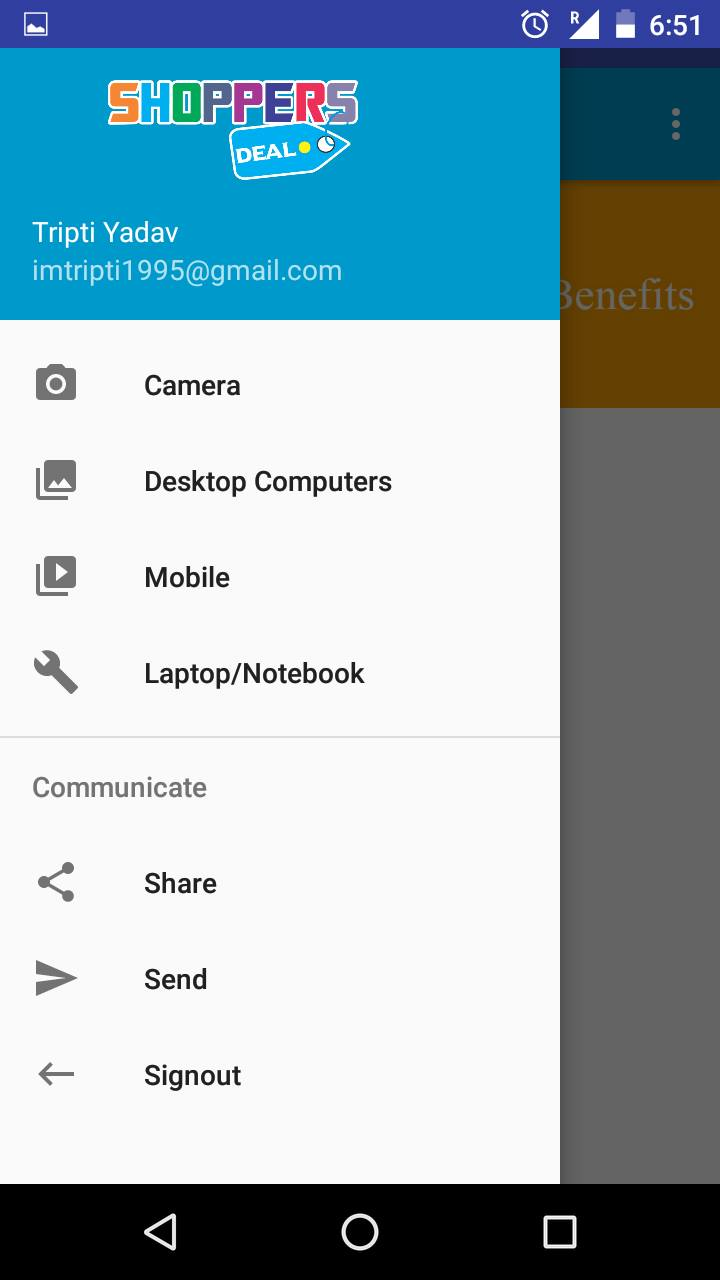 R 6:51
SHOPPERS
DEAL
Tripti Yadav
imtripti1995@gmail.com
Benefits
Camera
Desktop Computers
Mobile
Laptop/Notebook
Communicate
Share
Send
Signout